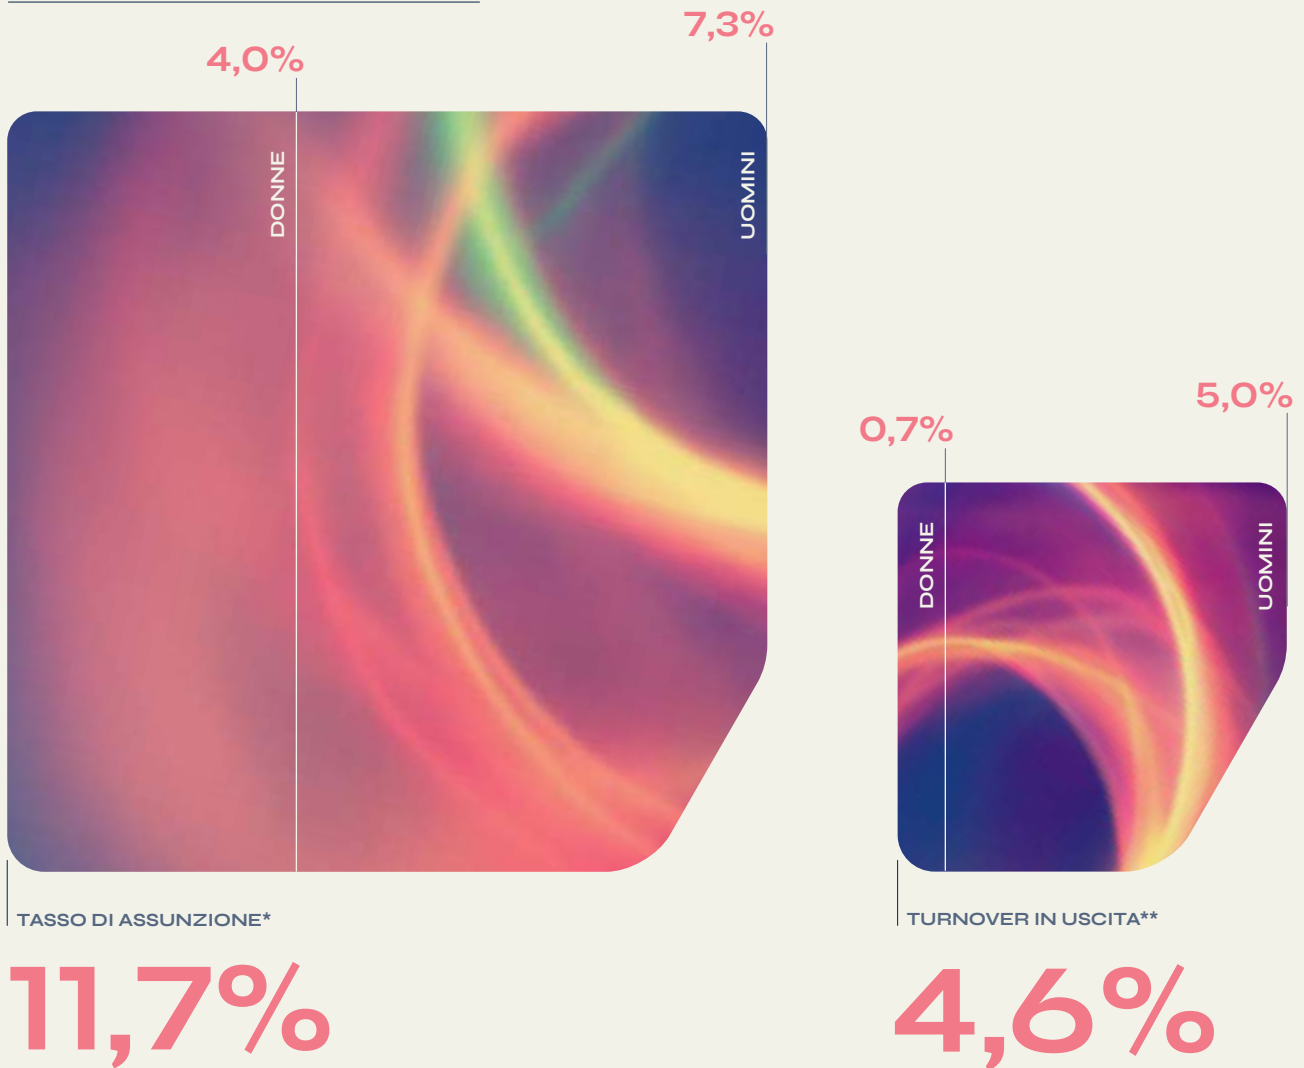 7,3%
4,0%
DONNE
UOMINI
5,0%
0,7%
DONNE
UOMINI
TASSO DI ASSUNZIONE*
11,7%
TURNOVER IN USCITA**
4,6%